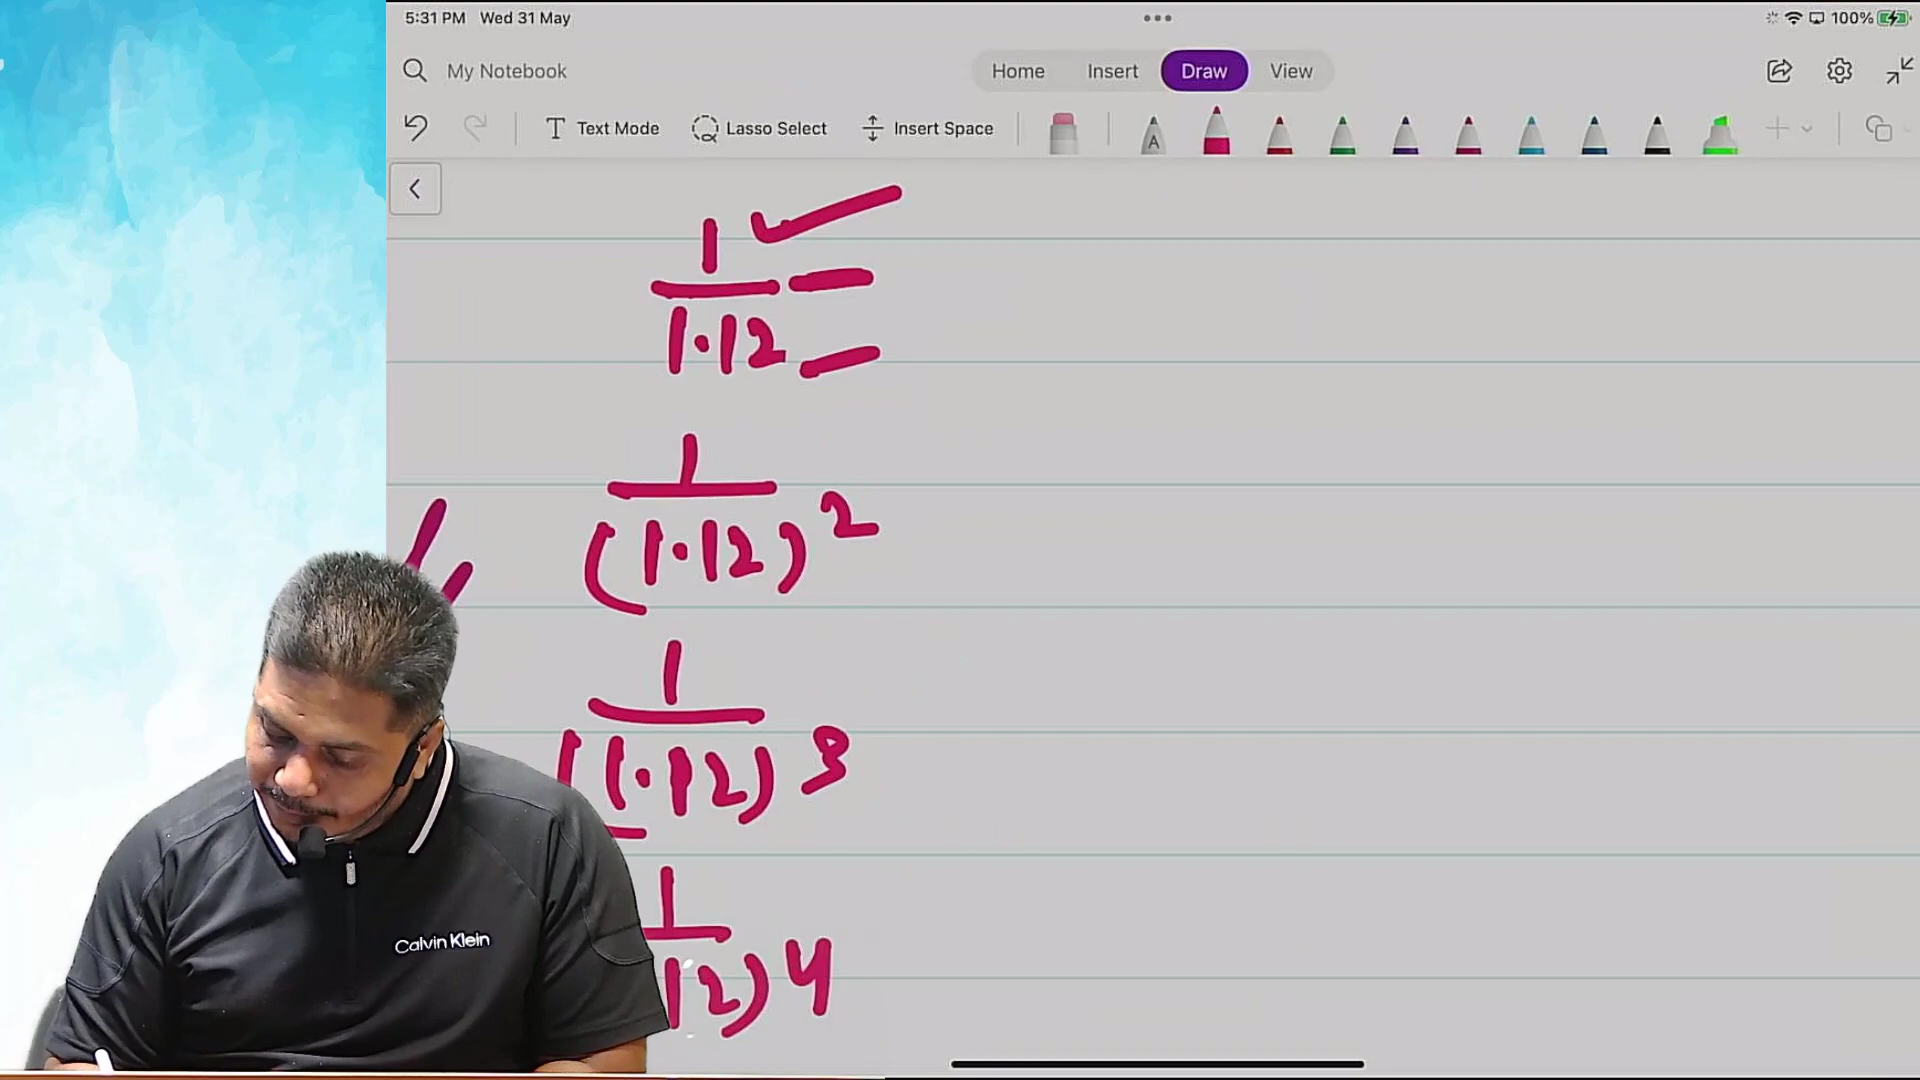 5:31 PM Wed 31 May
100%
My Notebook
Home Insert Draw View
Text Mode Lasso Select Insert Space
A
1
1.12
1
(1.12)2
1
(1.12)3
1
12)4
Calvin Klein